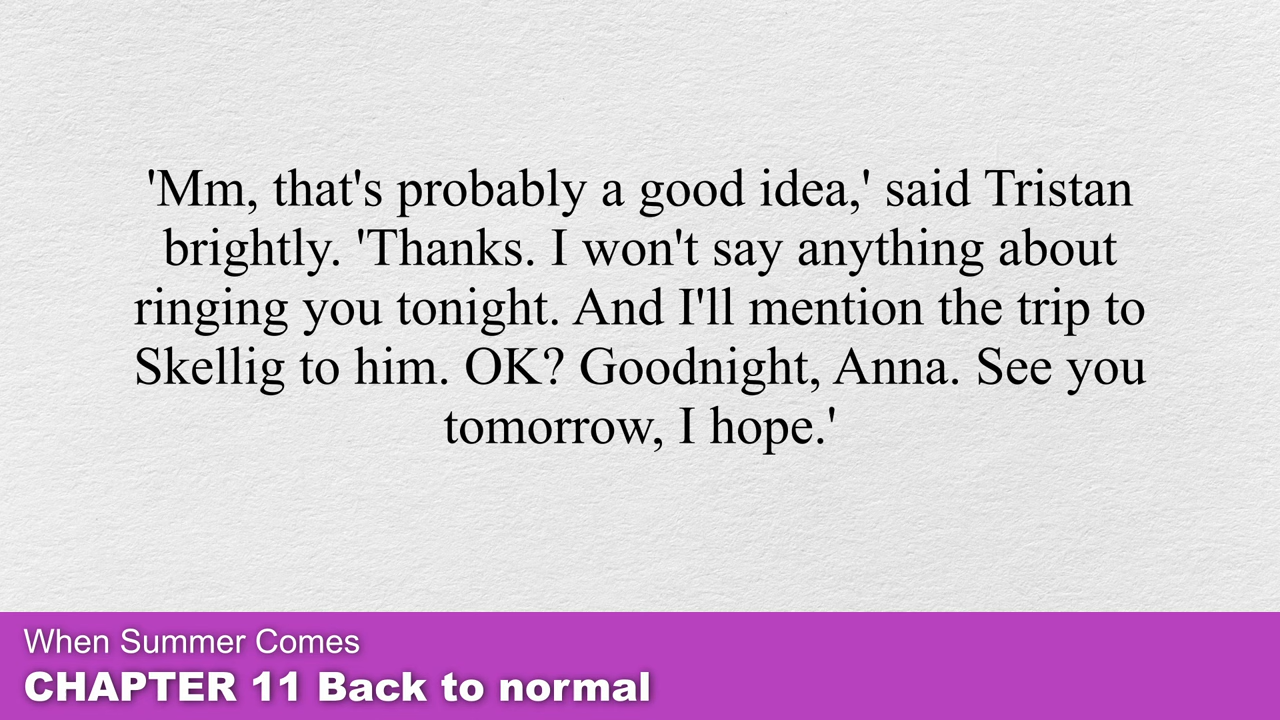 'Mm, that's probably a good idea,' said Tristan
brightly. 'Thanks. I won't say anything about
ringing you tonight. And I'll mention the trip to
Skellig to him. OK? Goodnight, Anna. See you
tomorrow, I hope.'
When Summer Comes
CHAPTER 11 Back to normal